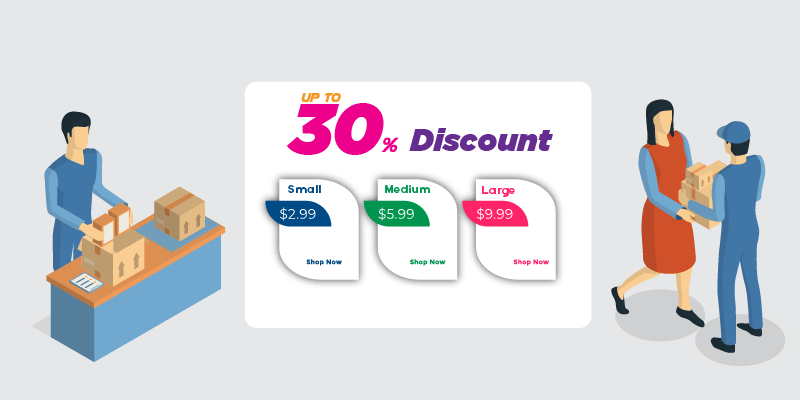 UP TO
30% Discount
Small
$2.99
Shop Now
Medium
$5.99
Shop Now
Large
$9.99
Shop Now